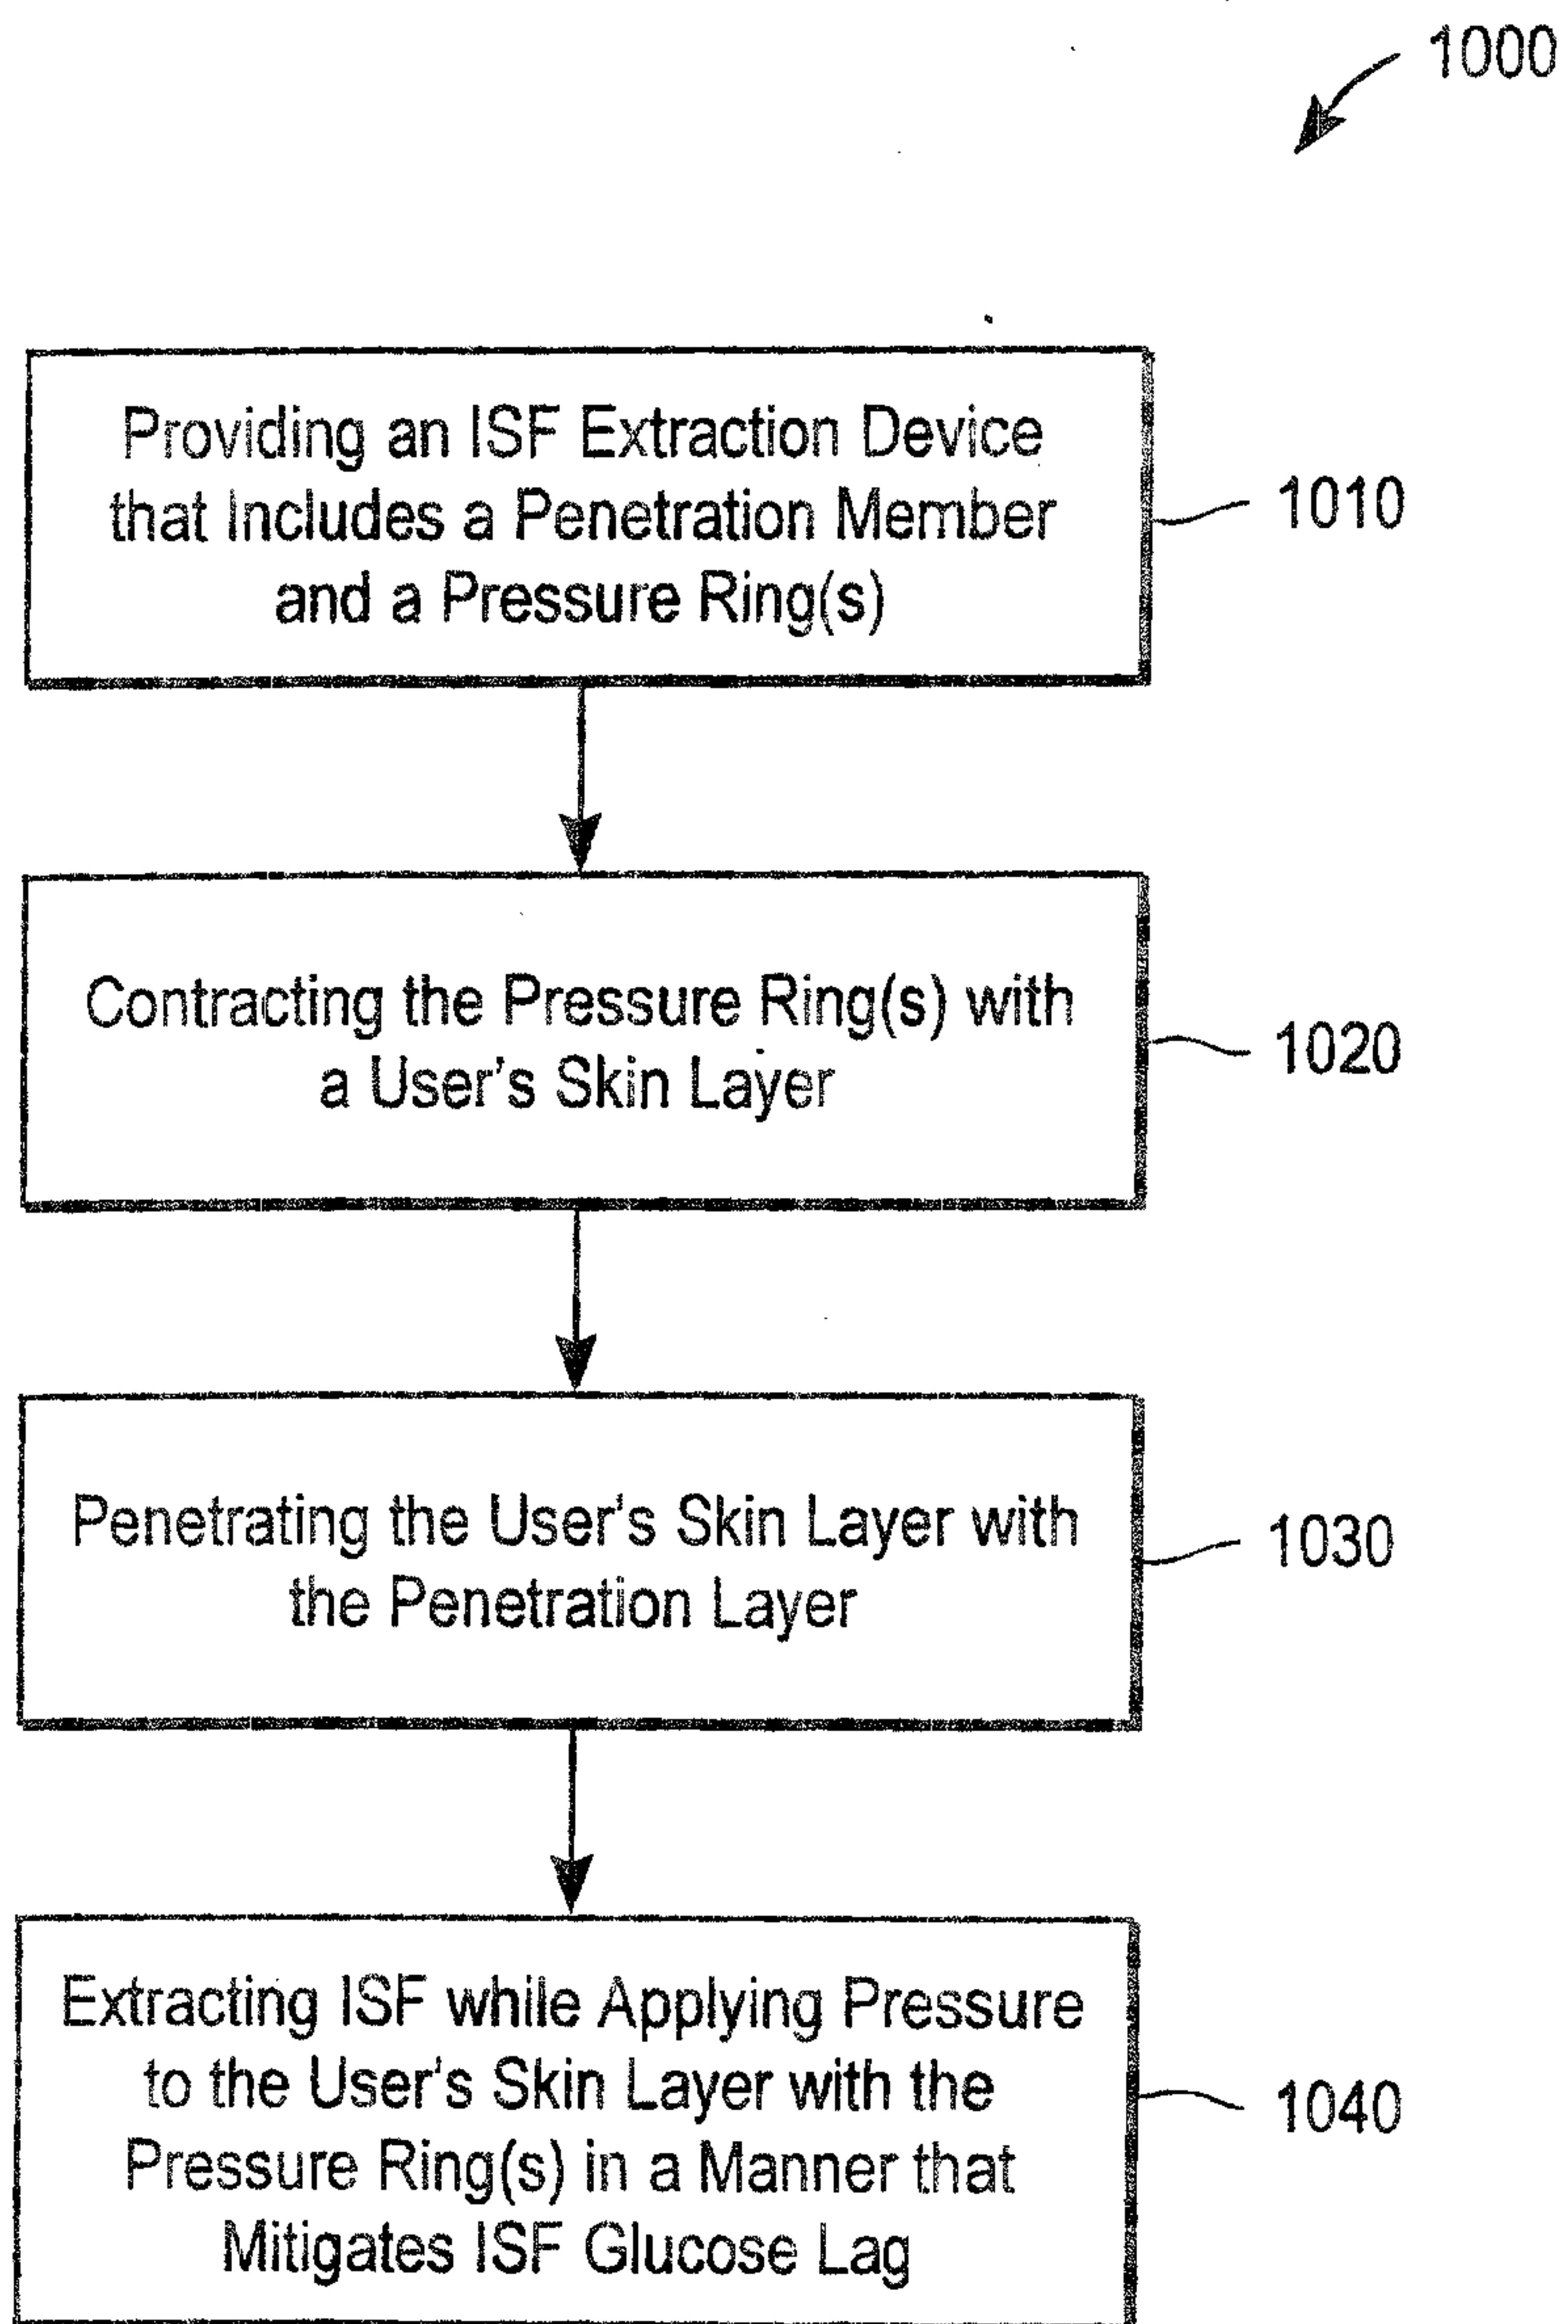 1000
Providing an ISF Extraction Device
that Includes a Penetration Member
and a Pressure Ring(s)
1010
Contracting the Pressure Ring(s) with
a User's Skin Layer
1020
Penetrating the User's Skin Layer with
the Penetration Layer
1030
Extracting ISF while Applying Pressure
to the User's Skin Layer with the
Pressure Ring(s) in a Manner that
Mitigates ISF Glucose Lag
1040